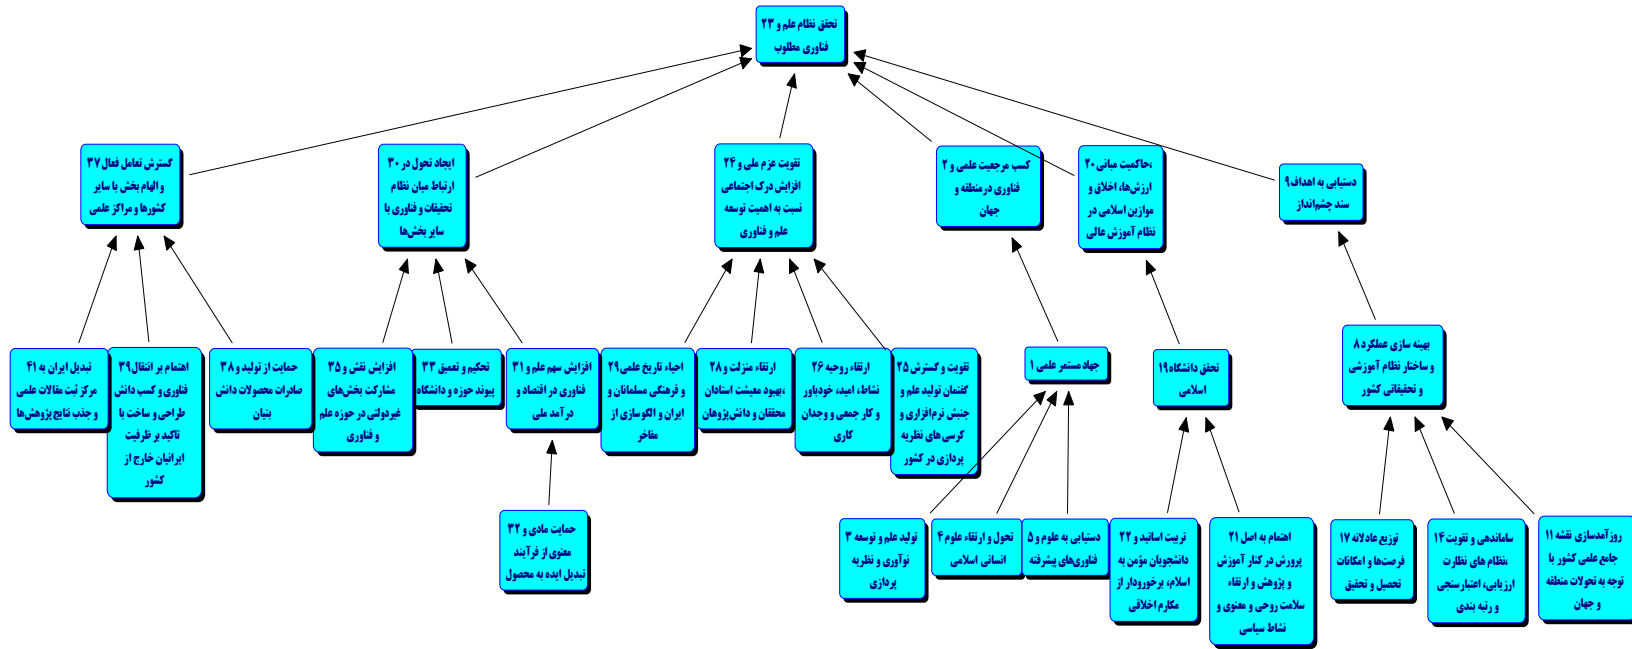 تحقق نظام علم و ۲۳
فناوری مطلوب
گسترش تعامل فعال ۳۷
و الهام بخش با سایر
کشورها و مراکز علمی
ایجاد تحول در ۳۰
ارتباط میان نظام
تحقیقات و فناوری با
سایر بخش‌ها
تقویت عزم ملی و ۲۴
افزایش درک اجتماعی
نسبت به اهمیت توسعه
علم و فناوری
کسب مرجعیت علمی و ۲
فناوری درمنطقه و
جهان
،حاکمیت مبانی ۲۰
ارزش‌ها، اخلاق و
موازین اسلامی در
نظام آموزش عالی
دستیابی به اهداف ۹
سند چشم‌انداز
تبدیل ایران به ۴۱
مرکز ثبت مقالات علمی
و جذب نتایج پژوهش‌ها
اهتمام بر انتقال ۳۹
فناوری و کسب دانش
طراحی و ساخت با
تاکید بر ظرفیت
ایرانیان خارج از
کشور
حمایت از تولید و ۳۸
صادرات محصولات دانش
بنیان
افزایش نقش و ۳۵
مشارکت بخش‌های
غیردولتی در حوزه علم
و فناوری
تحکیم و تعمیق ۳۳
پیوند حوزه و دانشگاه
افزایش سهم علم و ۳۱
فناوری در اقتصاد و
درآمد ملی
احیاء تاریخ علمی ۲۹
و فرهنگی مسلمانان و
ایران و الگوسازی از
مفاخر
ارتقاء منزلت و ۲۸
،بهبود معیشت استادان
محققان و دانش‌پژوهان
ارتقاء روحیه ۲۶
نشاط، امید، خودباور
و کار جمعی و وجدان
کاری
تقویت و گسترش ۲۵
گفتمان تولید علم و
جنبش نرم‌افزاری و
کرسی های نظریه
پردازی در کشور
جهاد مستمر علمی ۱
تحقق دانشگاه ۱۹
اسلامی
بهینه سازی عملکرد ۸
و ساختار نظام آموزشی
و تحقیقاتی کشور
حمایت مادی و ۳۲
معنوی از فرآیند
تبدیل ایده به محصول
تولید علم و توسعه ۳
نوآوری و نظریه
پردازی
تحول و ارتقاء علوم ۴
انسانی اسلامی
دستیابی به علوم و ۵
فناوری‌های پیشرفته
تربیت اساتید و ۲۲
دانشجویان مؤمن به
اسلام، برخوردار از
مکارم اخلاقی
اهتمام به اصل ۲۱
پرورش در کنار آموزش
و پژوهش و ارتقاء
سلامت روحی و معنوی و
نشاط سیاسی
توزیع عادلانه ۱۷
فرصت‌ها و امکانات
تحصیل و تحقیق
ساماندهی و تقویت ۱۴
،نظام های نظارت
ارزیابی، اعتبارسنجی
و رتبه بندی
روزآمدسازی نقشه ۱۱
جامع علمی کشور با
توجه به تحولات منطقه
و جهان